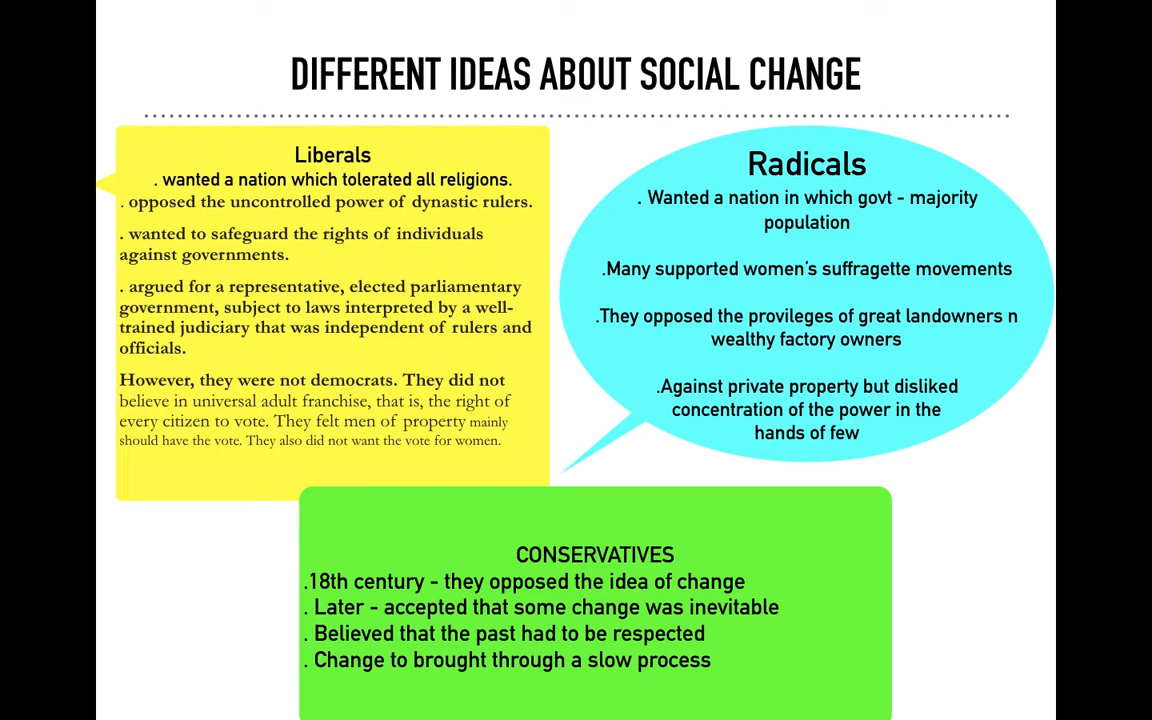 DIFFERENT IDEAS ABOUT SOCIAL CHANGE
Liberals
. wanted a nation which tolerated all religions.
. opposed the uncontrolled power of dynastic rulers.
. wanted to safeguard the rights of individuals
against governments.
. argued for a representative, elected parliamentary
government, subject to laws interpreted by a well-
trained judiciary that was independent of rulers and
officials.
However, they were not democrats. They did not
believe in universal adult franchise, that is, the right of
every citizen to vote. They felt men of property mainly
should have the vote. They also did not want the vote for women.
Radicals
. Wanted a nation in which govt - majority
population
.Many supported women's suffragette movements
.They opposed the provileges of great landowners n
wealthy factory owners
.Against private property but disliked
concentration of the power in the
hands of few
CONSERVATIVES
.18th century - they opposed the idea of change
. Later - accepted that some change was inevitable
. Believed that the past had to be respected
. Change to brought through a slow process